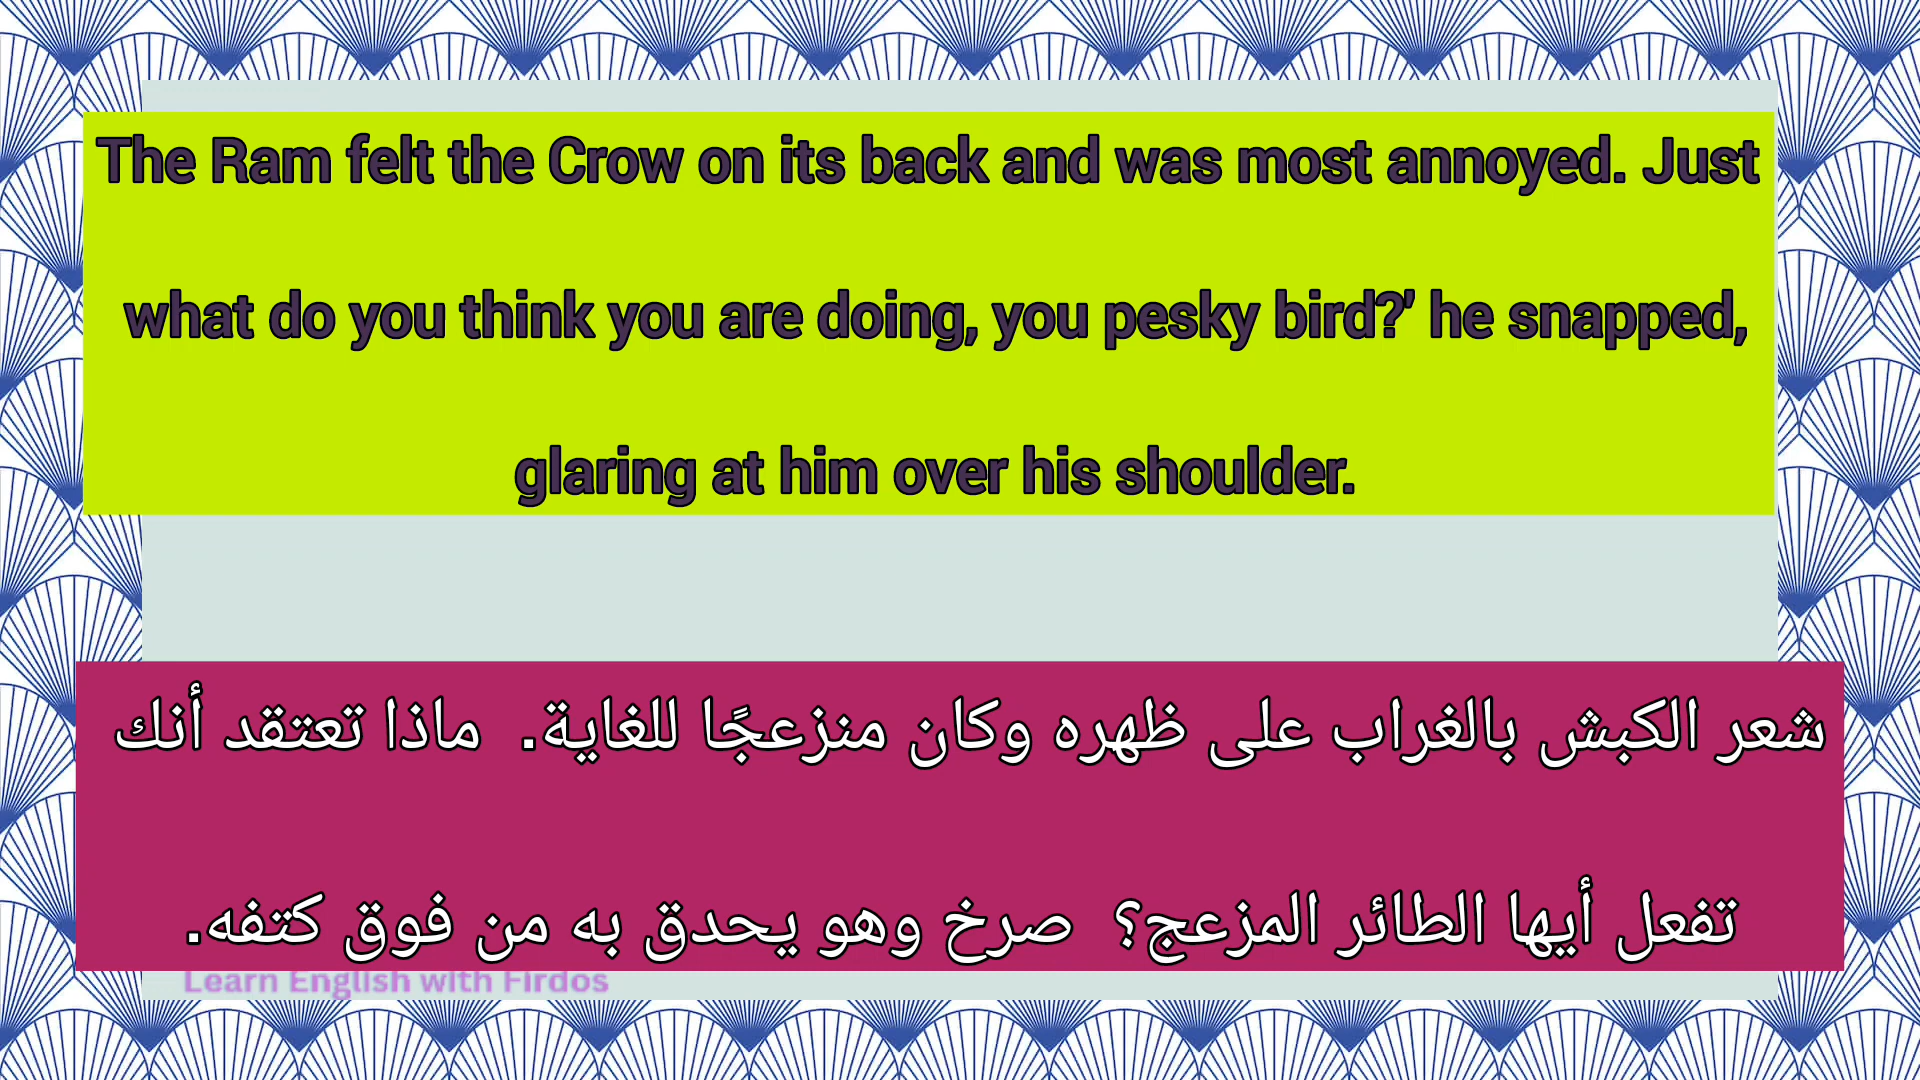 The Ram felt the Crow on its back and was most annoyed. Just
what do you think you are doing, you pesky bird?’ he snapped,
glaring at him over his shoulder.
شعر الكبش بالغراب على ظهره وكان منزعجًا للغاية. ماذا تعتقد أنك
تفعل أيها الطائر المزعج؟ صرخ وهو يحدق به من فوق كتفه.
Learn English with Firdos